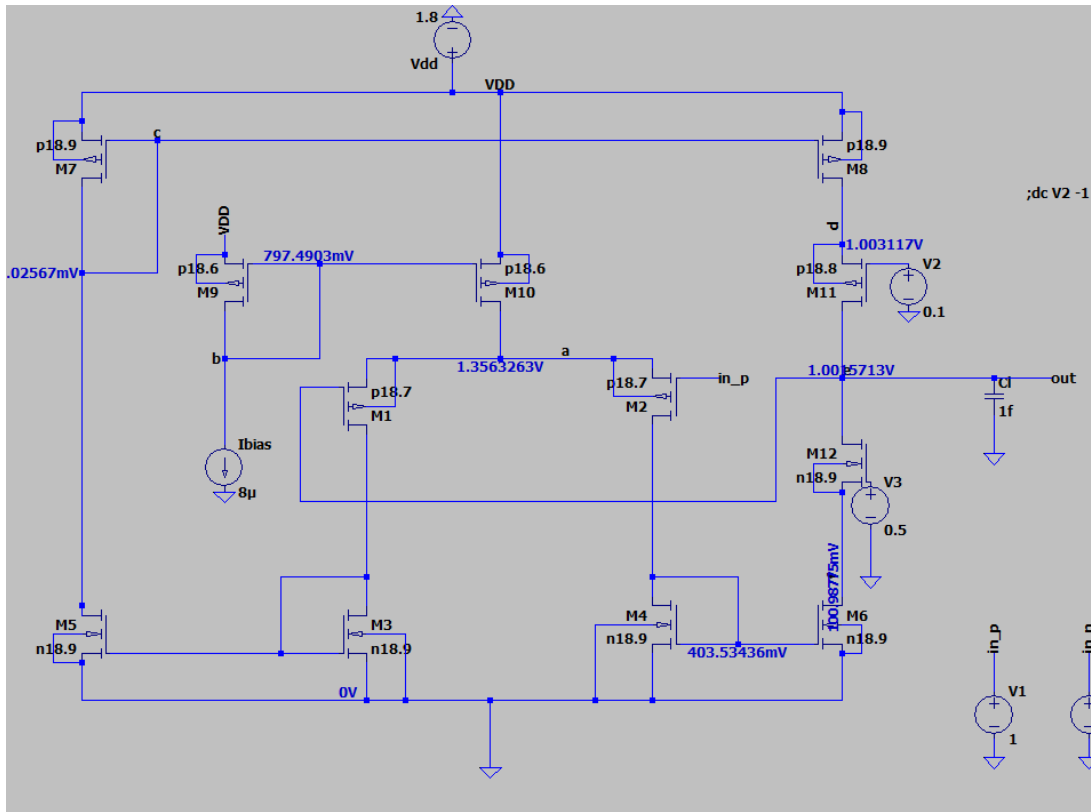 1.8
Vdd
VDD
c
p18.9
M7
p18.9
M8
;dc V2 -1
d
VDD
797.4903mV
1.003117V
p18.6
M9
p18.6
M10
p18.8
M11
V2
0.1
.02567mV
b
a
1.3563263V
1.0015713V
p18.7
M1
p18.7
M2
in_p
Cl
1f
out
Ibias
8µ
M12
n18.9
V3
0.5
100.98775mV
M5
n18.9
M3
n18.9
M4
n18.9
M6
n18.9
403.53436mV
0V
in_p
V1
1